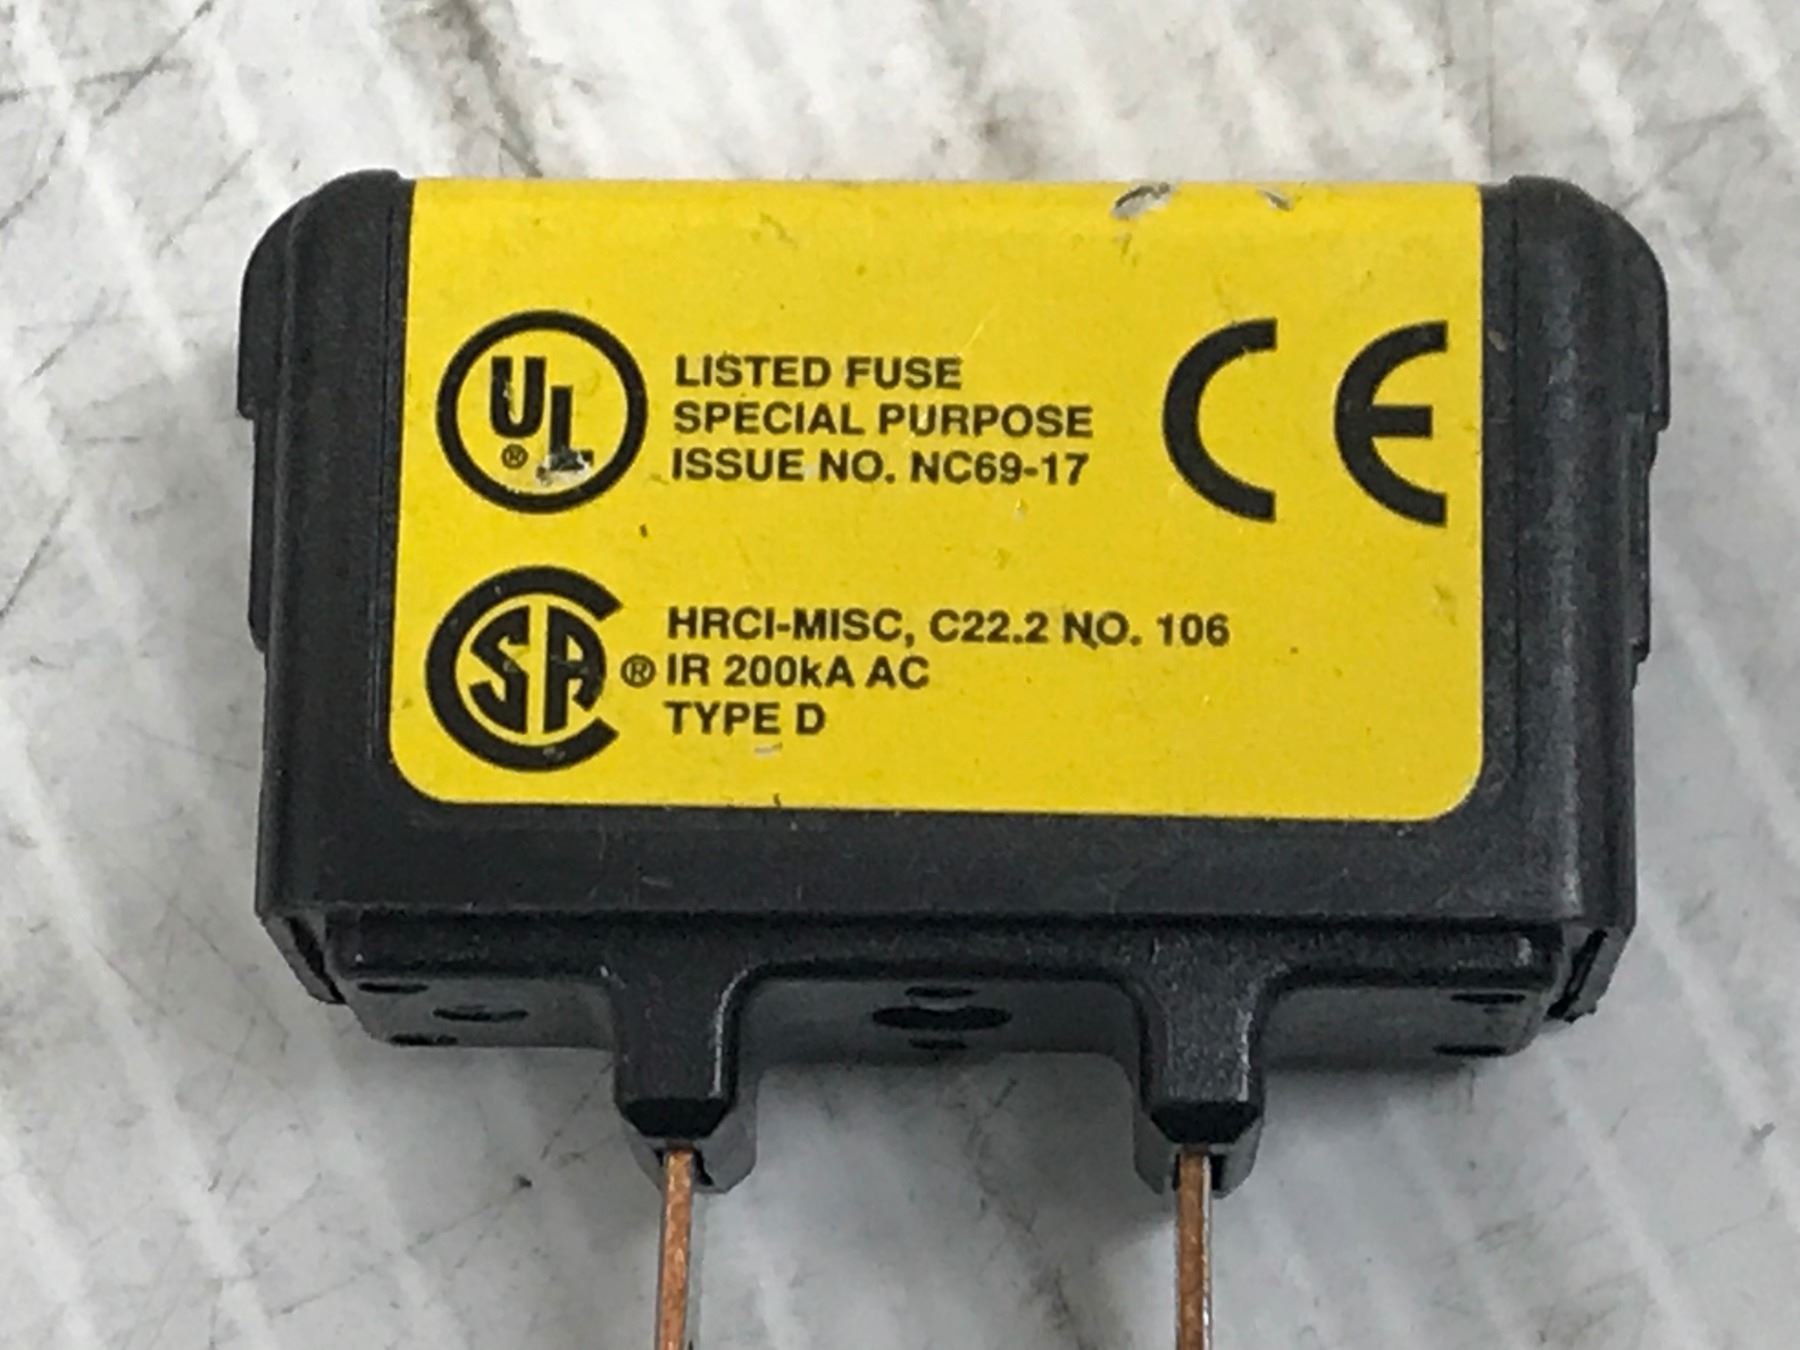 UL
®
LISTED FUSE
SPECIAL PURPOSE
ISSUE NO. NC69-17
CE
CSA
®
HRCI-MISC, C22.2 NO. 106
IR 200kA AC
TYPE D